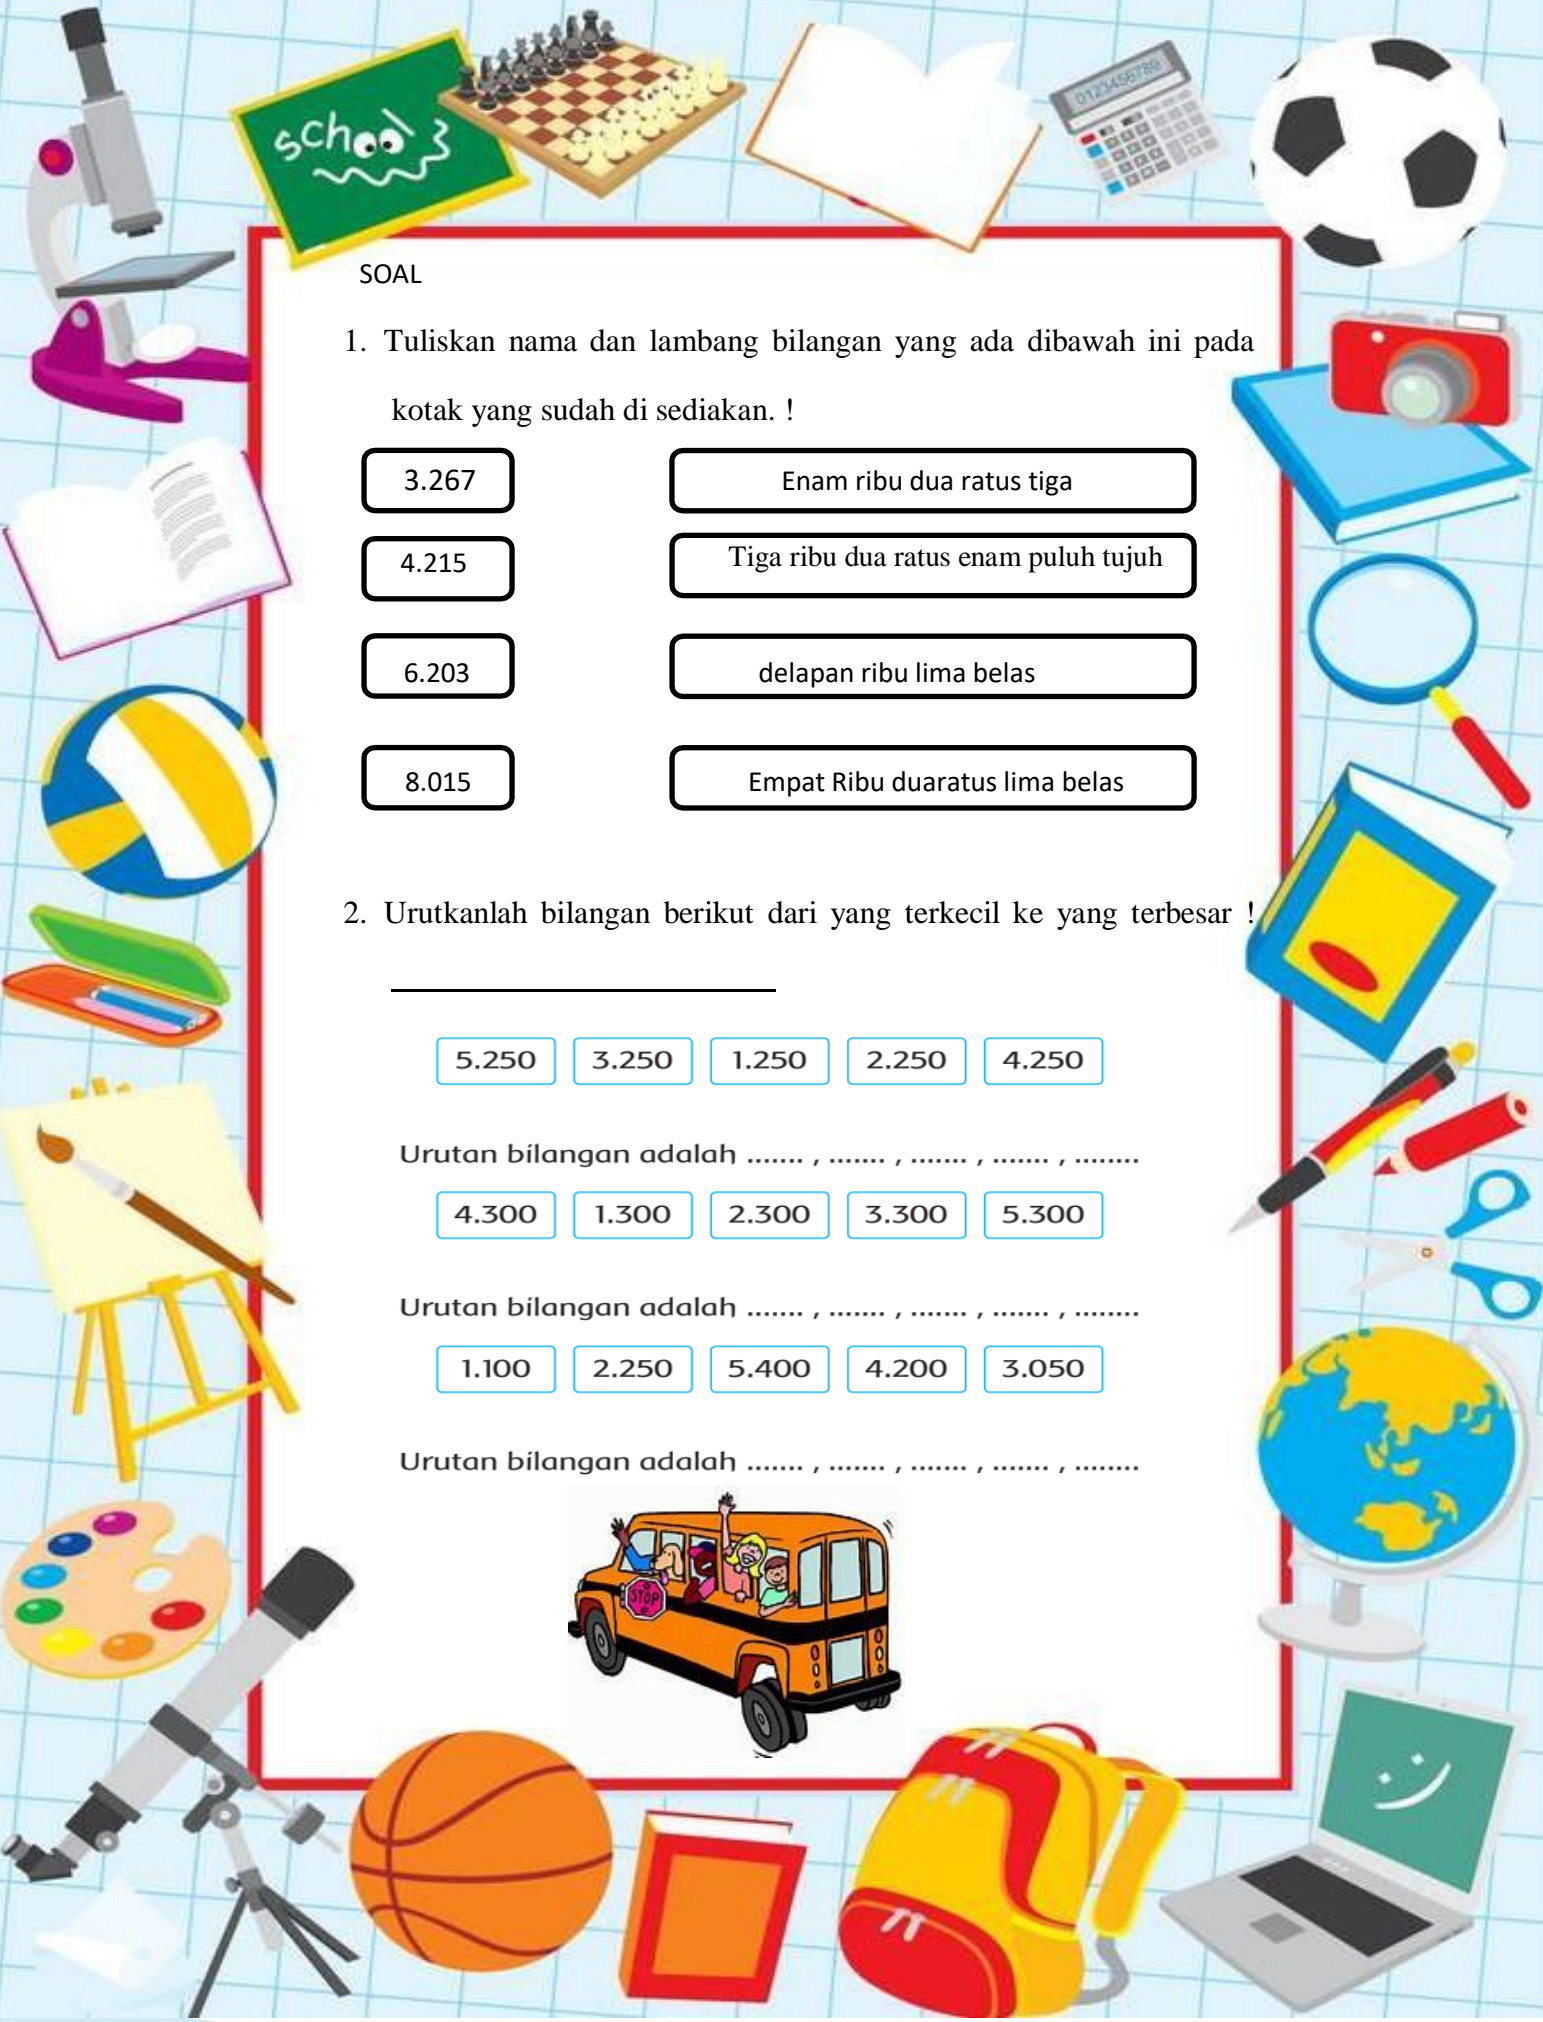 school
0123456789
SOAL
1. Tuliskan nama dan lambang bilangan yang ada dibawah ini pada
kotak yang sudah di sediakan. !
3.267 Enam ribu dua ratus tiga
4.215 Tiga ribu dua ratus enam puluh tujuh
6.203 delapan ribu lima belas
8.015 Empat Ribu duaratus lima belas
2. Urutkanlah bilangan berikut dari yang terkecil ke yang terbesar !
5.250 3.250 1.250 2.250 4.250
Urutan bilangan adalah ....... , ....... , ....... , ....... , ........
4.300 1.300 2.300 3.300 5.300
Urutan bilangan adalah ....... , ....... , ....... , ....... , ........
1.100 2.250 5.400 4.200 3.050
Urutan bilangan adalah ....... , ....... , ....... , ....... , ........
STOP